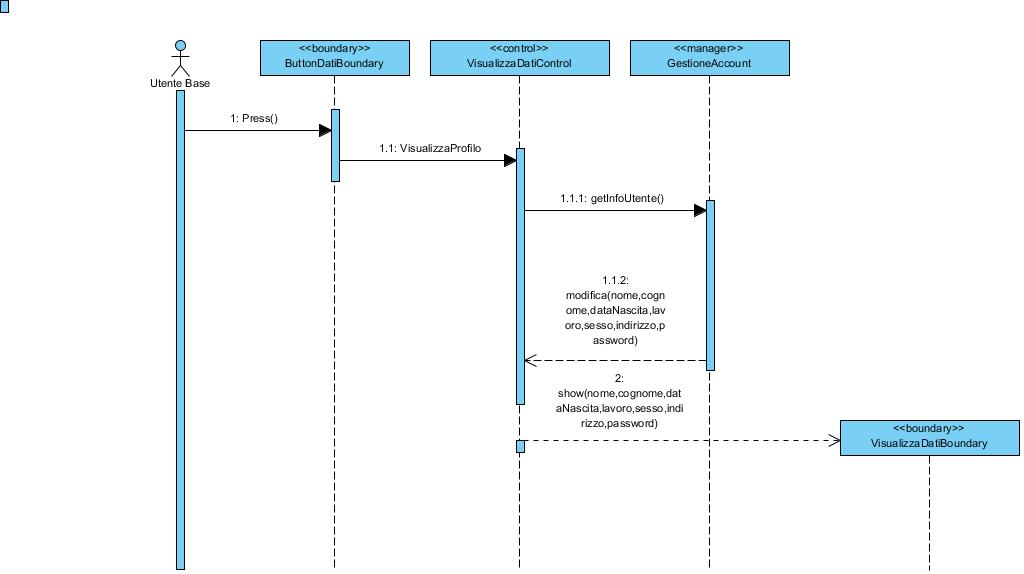 <<boundary>>
ButtonDatiBoundary
<<control>>
VisualizzaDatiControl
<<manager>>
GestioneAccount
Utente Base
1: Press()
1.1: VisualizzaProfilo
1.1.1: getInfoUtente()
1.1.2:
modifica(nome,cogn
ome,dataNascita,lav
oro,sesso,indirizzo,p
assword)
2:
show(nome,cognome,dat
aNascita,lavoro,sesso,indi
rizzo,password)
<<boundary>>
VisualizzaDatiBoundary